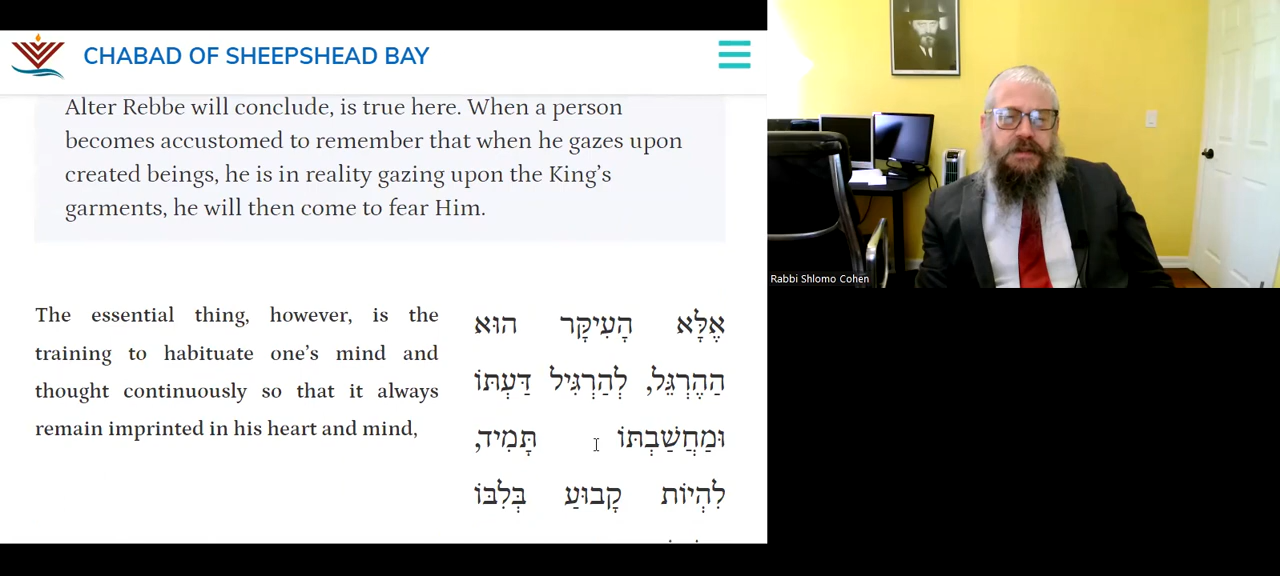 CHABAD OF SHEEPSHEAD BAY
Alter Rebbe will conclude, is true here. When a person
becomes accustomed to remember that when he gazes upon
created beings, he is in reality gazing upon the King’s
garments, he will then come to fear Him.
The essential thing, however, is the
training to habituate one’s mind and
thought continuously so that it always
remain imprinted in his heart and mind,
אֶלָּא הָעִיקָּר הוּא
הַהֶרְגֵּל, לְהַרְגִּיל דַּעְתּוֹ
וּמַחֲשַׁבְתּוֹ תָּמִיד,
לִהְיוֹת קָבוּעַ בְּלִבּוֹ
Rabbi Shlomo Cohen